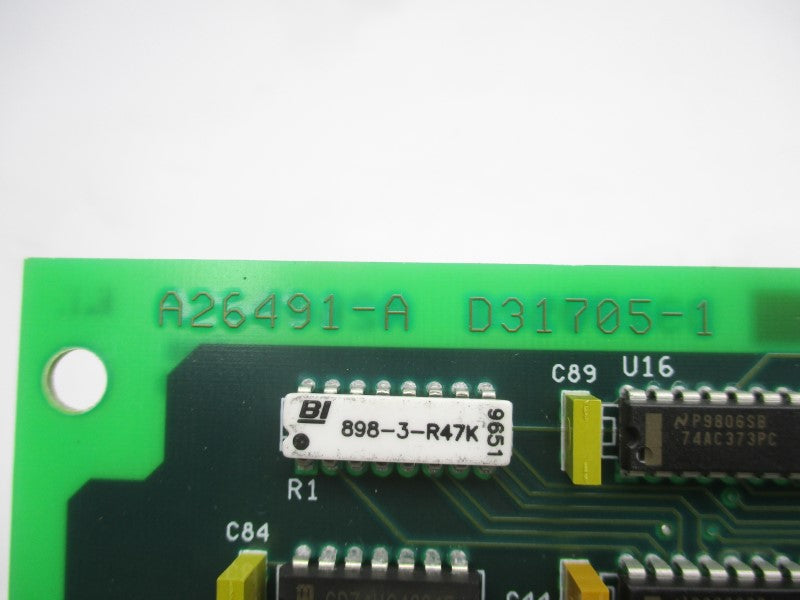 A26491-A D31705-1
C89 U16
BI 898-3-R47K 9651
P9806SB
74AC373PC
R1
C84